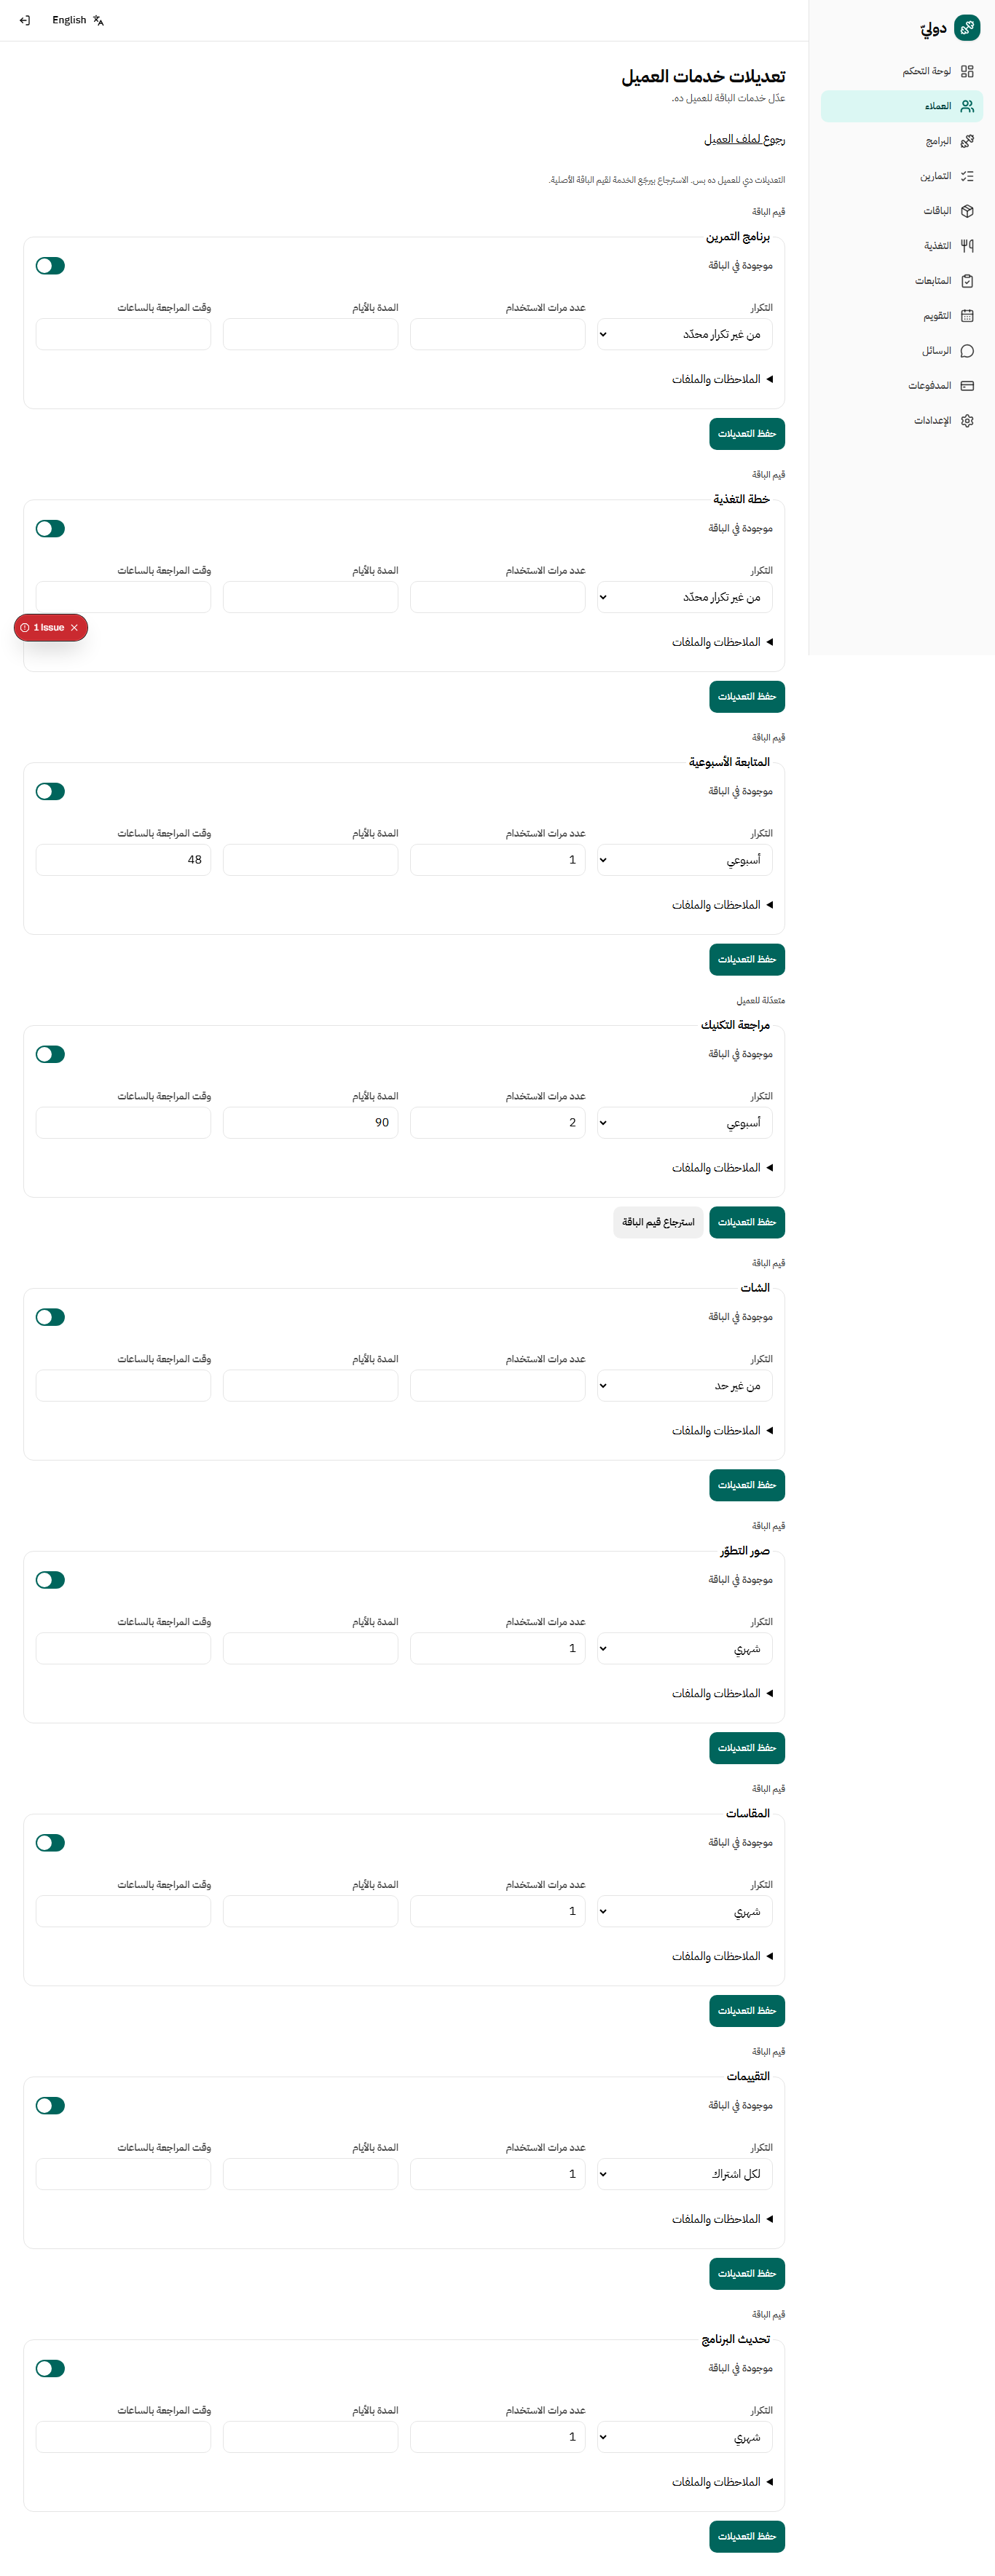 دوليّ
لوحة التحكم
العملاء
البرامج
التمارين
الباقات
التغذية
المتابعات
التقويم
الرسائل
المدفوعات
الإعدادات
English
تعديلات خدمات العميل
عدّل خدمات الباقة للعميل ده.
رجوع لملف العميل
التعديلات دي للعميل ده بس. الاسترجاع بيرجّع الخدمة لقيم الباقة الأصلية.
قيم الباقة
برنامج التمرين
موجودة في الباقة
التكرار عدد مرات الاستخدام المدة بالأيام وقت المراجعة بالساعات
من غير تكرار محدّد
الملاحظات والملفات
حفظ التعديلات
قيم الباقة
خطة التغذية
موجودة في الباقة
التكرار عدد مرات الاستخدام المدة بالأيام وقت المراجعة بالساعات
من غير تكرار محدّد
1 Issue
الملاحظات والملفات
حفظ التعديلات
قيم الباقة
المتابعة الأسبوعية
موجودة في الباقة
التكرار عدد مرات الاستخدام المدة بالأيام وقت المراجعة بالساعات
أسبوعي 1 48
الملاحظات والملفات
حفظ التعديلات
متعدّلة للعميل
مراجعة التكنيك
موجودة في الباقة
التكرار عدد مرات الاستخدام المدة بالأيام وقت المراجعة بالساعات
أسبوعي 2 90
الملاحظات والملفات
حفظ التعديلات استرجاع قيم الباقة
قيم الباقة
الشات
موجودة في الباقة
التكرار عدد مرات الاستخدام المدة بالأيام وقت المراجعة بالساعات
من غير حد
الملاحظات والملفات
حفظ التعديلات
قيم الباقة
صور التطوّر
موجودة في الباقة
التكرار عدد مرات الاستخدام المدة بالأيام وقت المراجعة بالساعات
شهري 1
الملاحظات والملفات
حفظ التعديلات
قيم الباقة
المقاسات
موجودة في الباقة
التكرار عدد مرات الاستخدام المدة بالأيام وقت المراجعة بالساعات
شهري 1
الملاحظات والملفات
حفظ التعديلات
قيم الباقة
التقييمات
موجودة في الباقة
التكرار عدد مرات الاستخدام المدة بالأيام وقت المراجعة بالساعات
لكل اشتراك 1
الملاحظات والملفات
حفظ التعديلات
قيم الباقة
تحديث البرنامج
موجودة في الباقة
التكرار عدد مرات الاستخدام المدة بالأيام وقت المراجعة بالساعات
شهري 1
الملاحظات والملفات
حفظ التعديلات